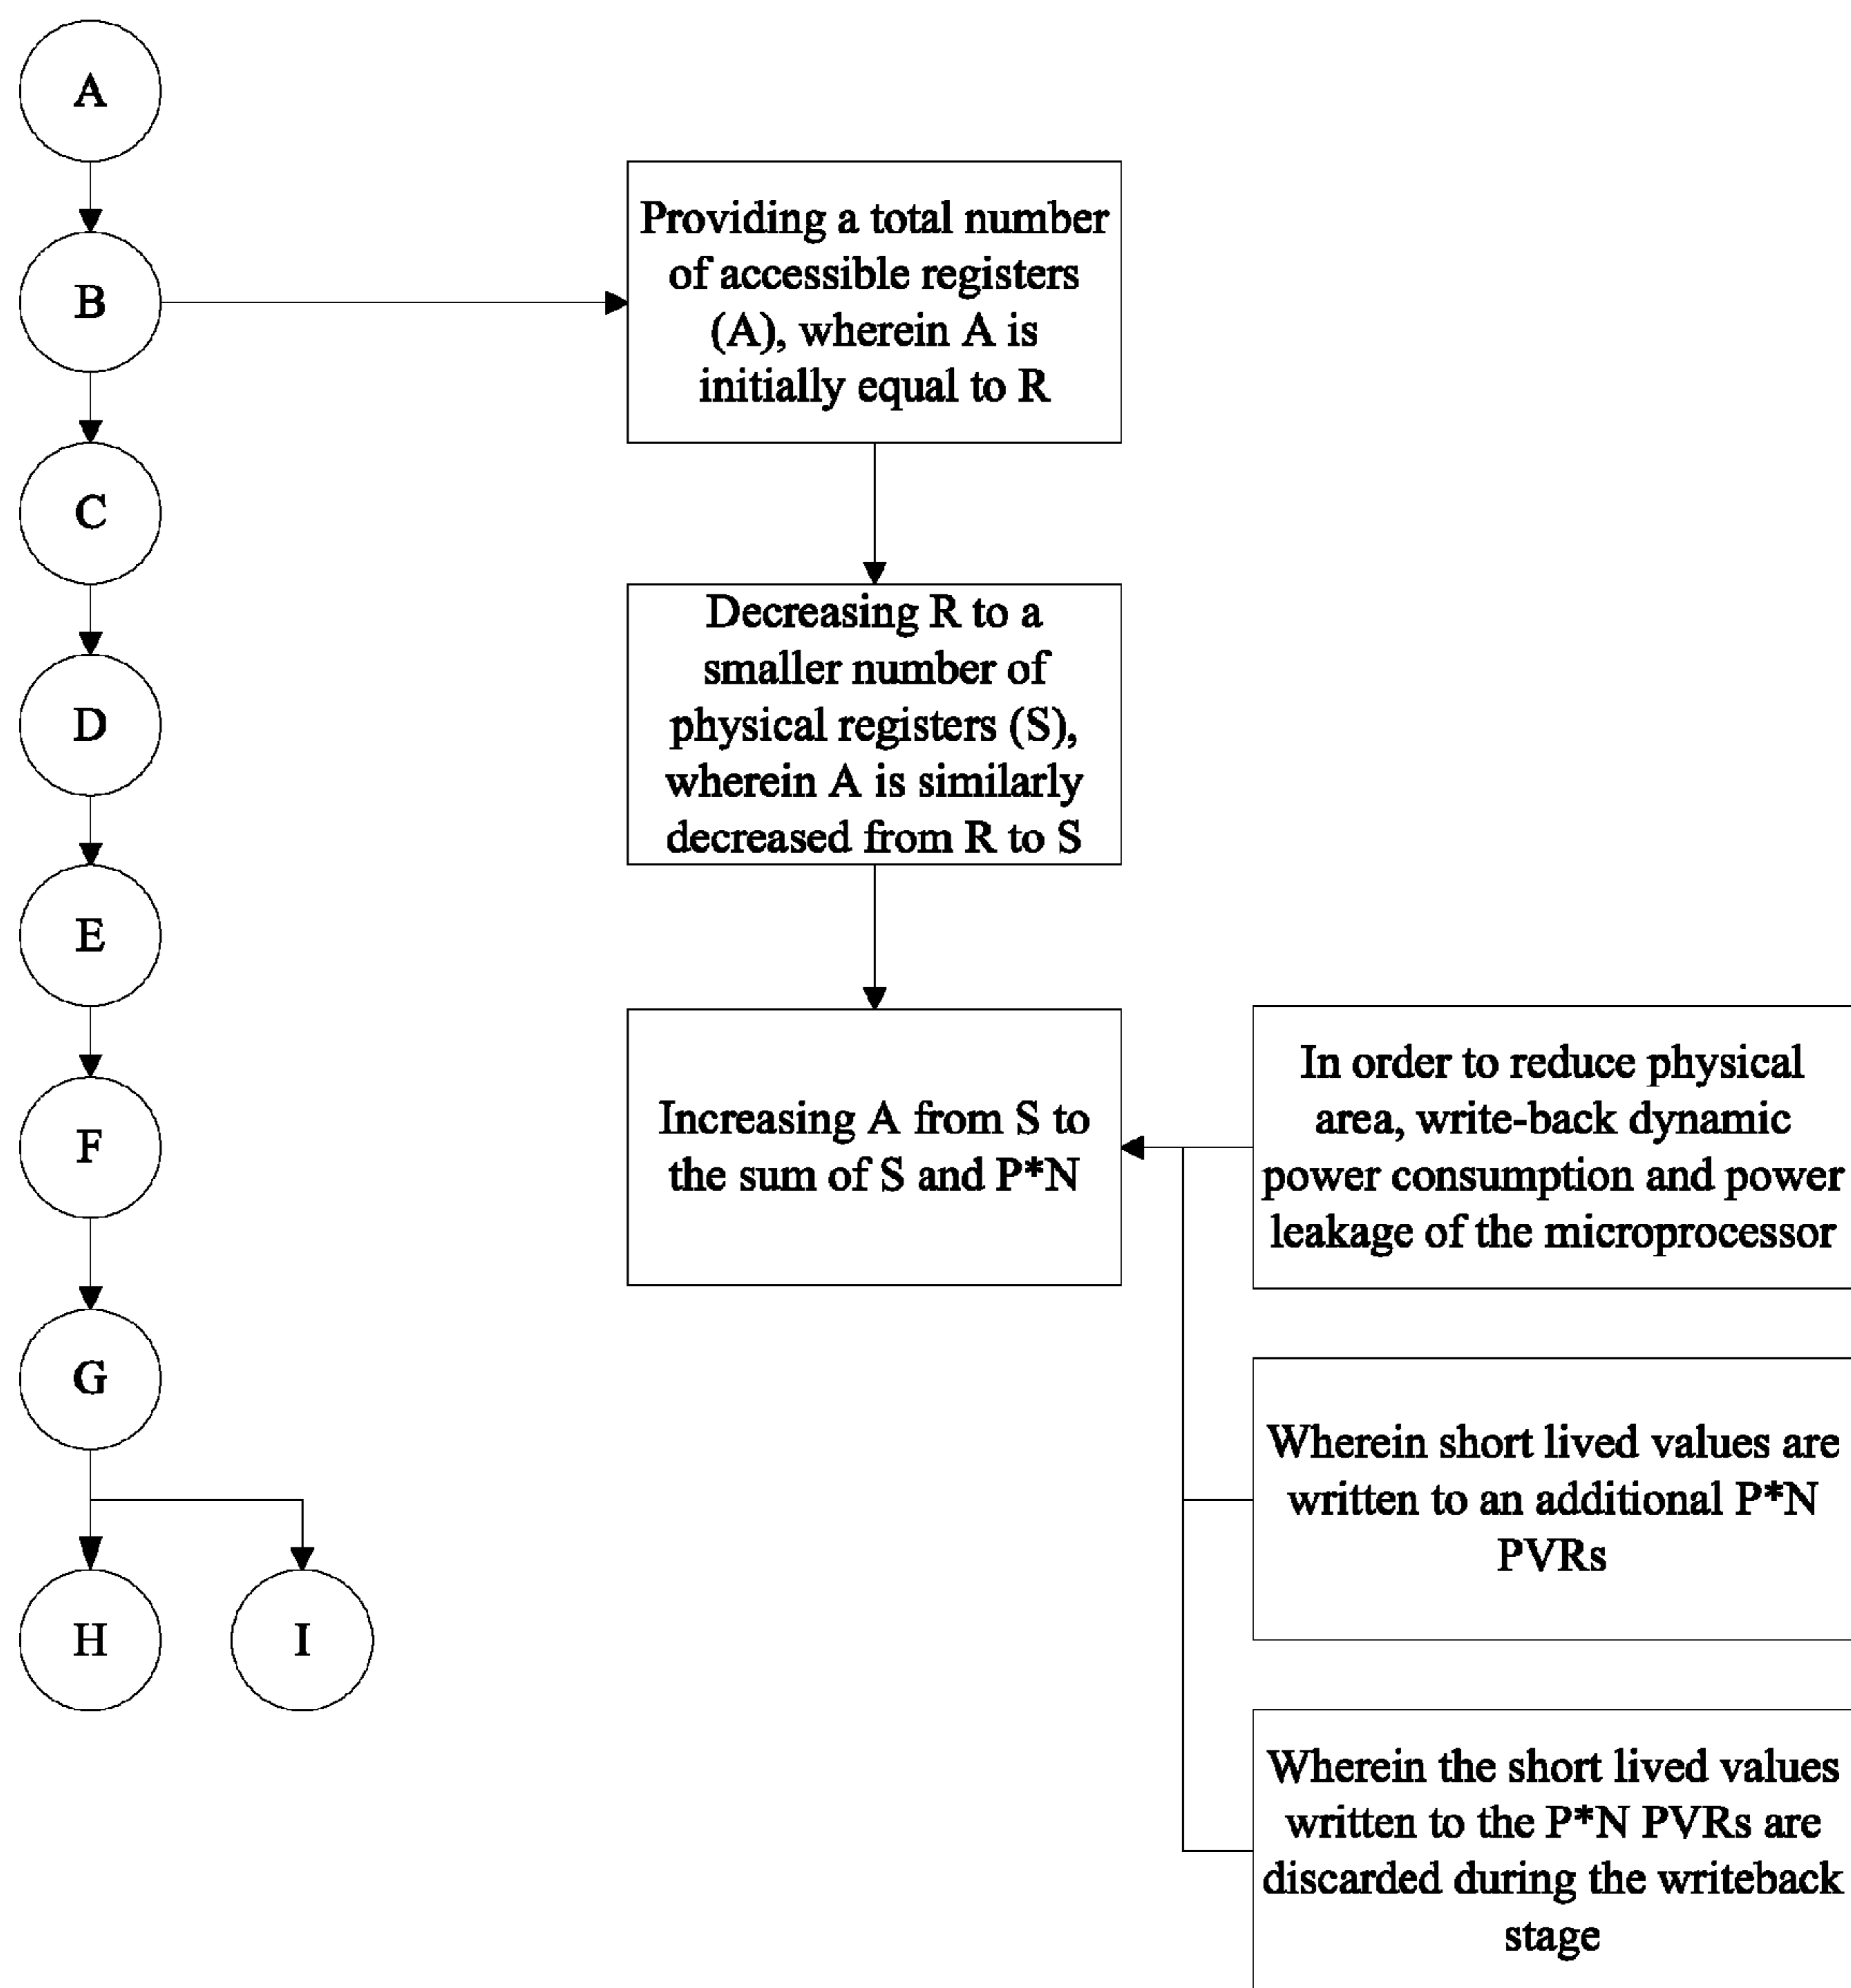 A
B
C
D
E
F
G
H
I
Providing a total number
of accessible registers
(A), wherein A is
initially equal to R
Decreasing R to a
smaller number of
physical registers (S),
wherein A is similarly
decreased from R to S
Increasing A from S to
the sum of S and P*N
In order to reduce physical
area, write-back dynamic
power consumption and power
leakage of the microprocessor
Wherein short lived values are
written to an additional P*N
PVRs
Wherein the short lived values
written to the P*N PVRs are
discarded during the writeback
stage